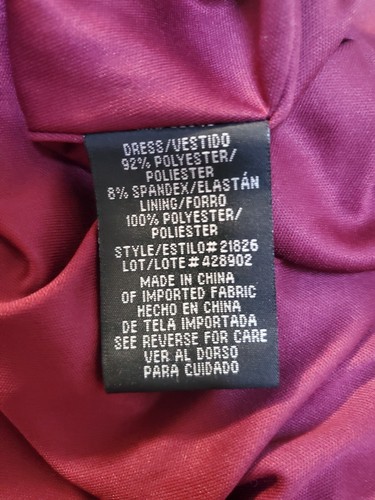 DRESS/VESTIDO
92% POLYESTER/
POLIESTER
8% SPANDEX/ELASTÁN
LINING/FORRO
100% POLYESTER/
POLIESTER
STYLE/ESTILO# 21826
LOT/LOTE# 428902
MADE IN CHINA
OF IMPORTED FABRIC
HECHO EN CHINA
DE TELA IMPORTADA
SEE REVERSE FOR CARE
VER AL DORSO
PARA CUIDADO